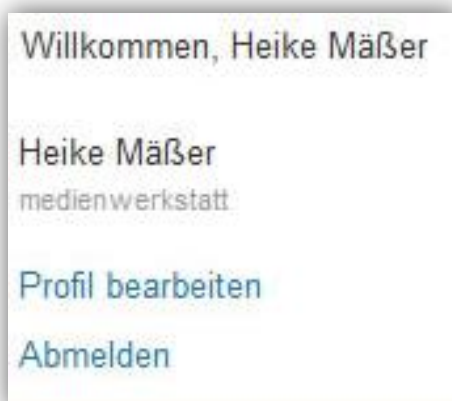 Willkommen, Heike Mäßer
Heike Mäßer
medienwerkstatt
Profil bearbeiten
Abmelden